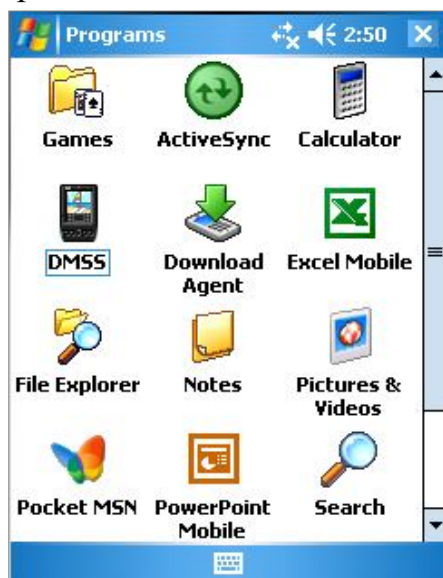 Programs 2:50
Games ActiveSync Calculator
DMSS Download Agent Excel Mobile
File Explorer Notes Pictures & Videos
Pocket MSN PowerPoint Mobile Search